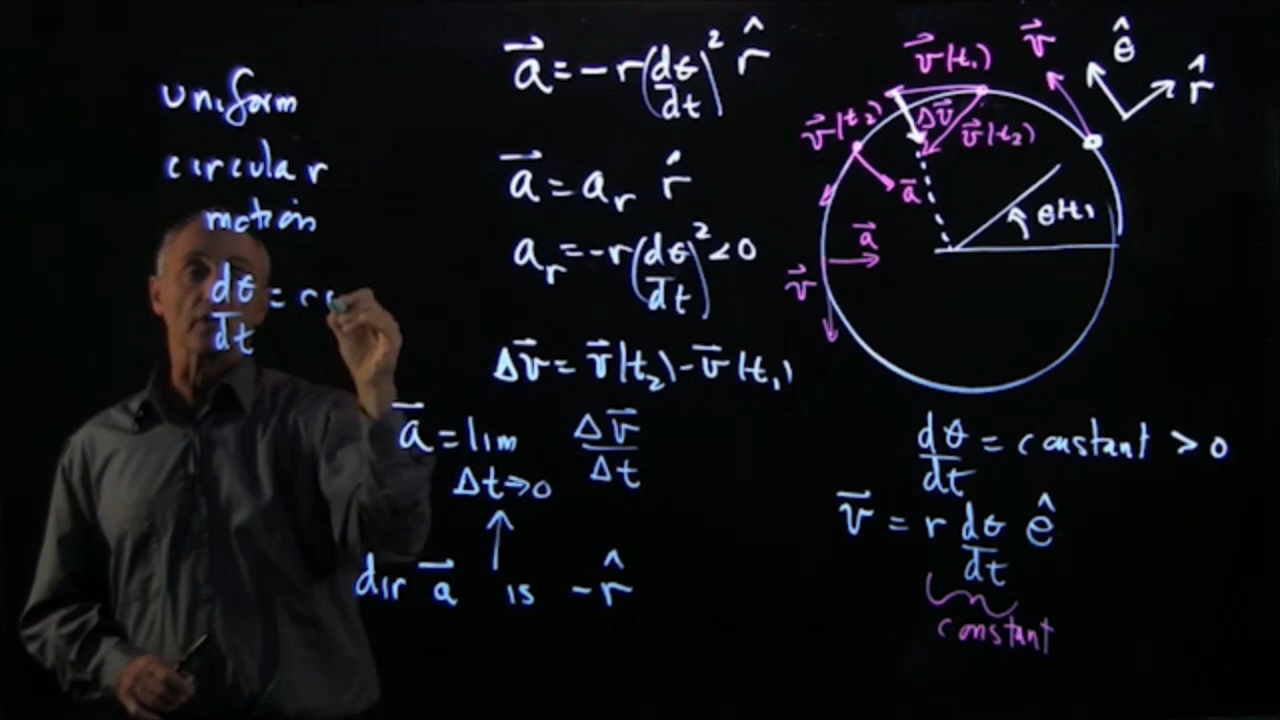 uniform
circular
motion
dθ/dt = co
a⃗ = -r(dθ/dt)² r̂
a⃗ = a_r r̂
a_r = -r(dθ/dt)² < 0
Δv⃗ = v⃗(t₂) - v⃗(t₁)
a⃗ = lim Δv⃗/Δt
Δt→0
↑
dir a⃗ is -r̂
v⃗(t₁)
v⃗
θ̂
r̂
v⃗(t₂)
Δv⃗
v⃗(t₂)
a⃗
θ(t)
a⃗
v⃗
dθ/dt = constant > 0
v⃗ = r dθ/dt θ̂
constant